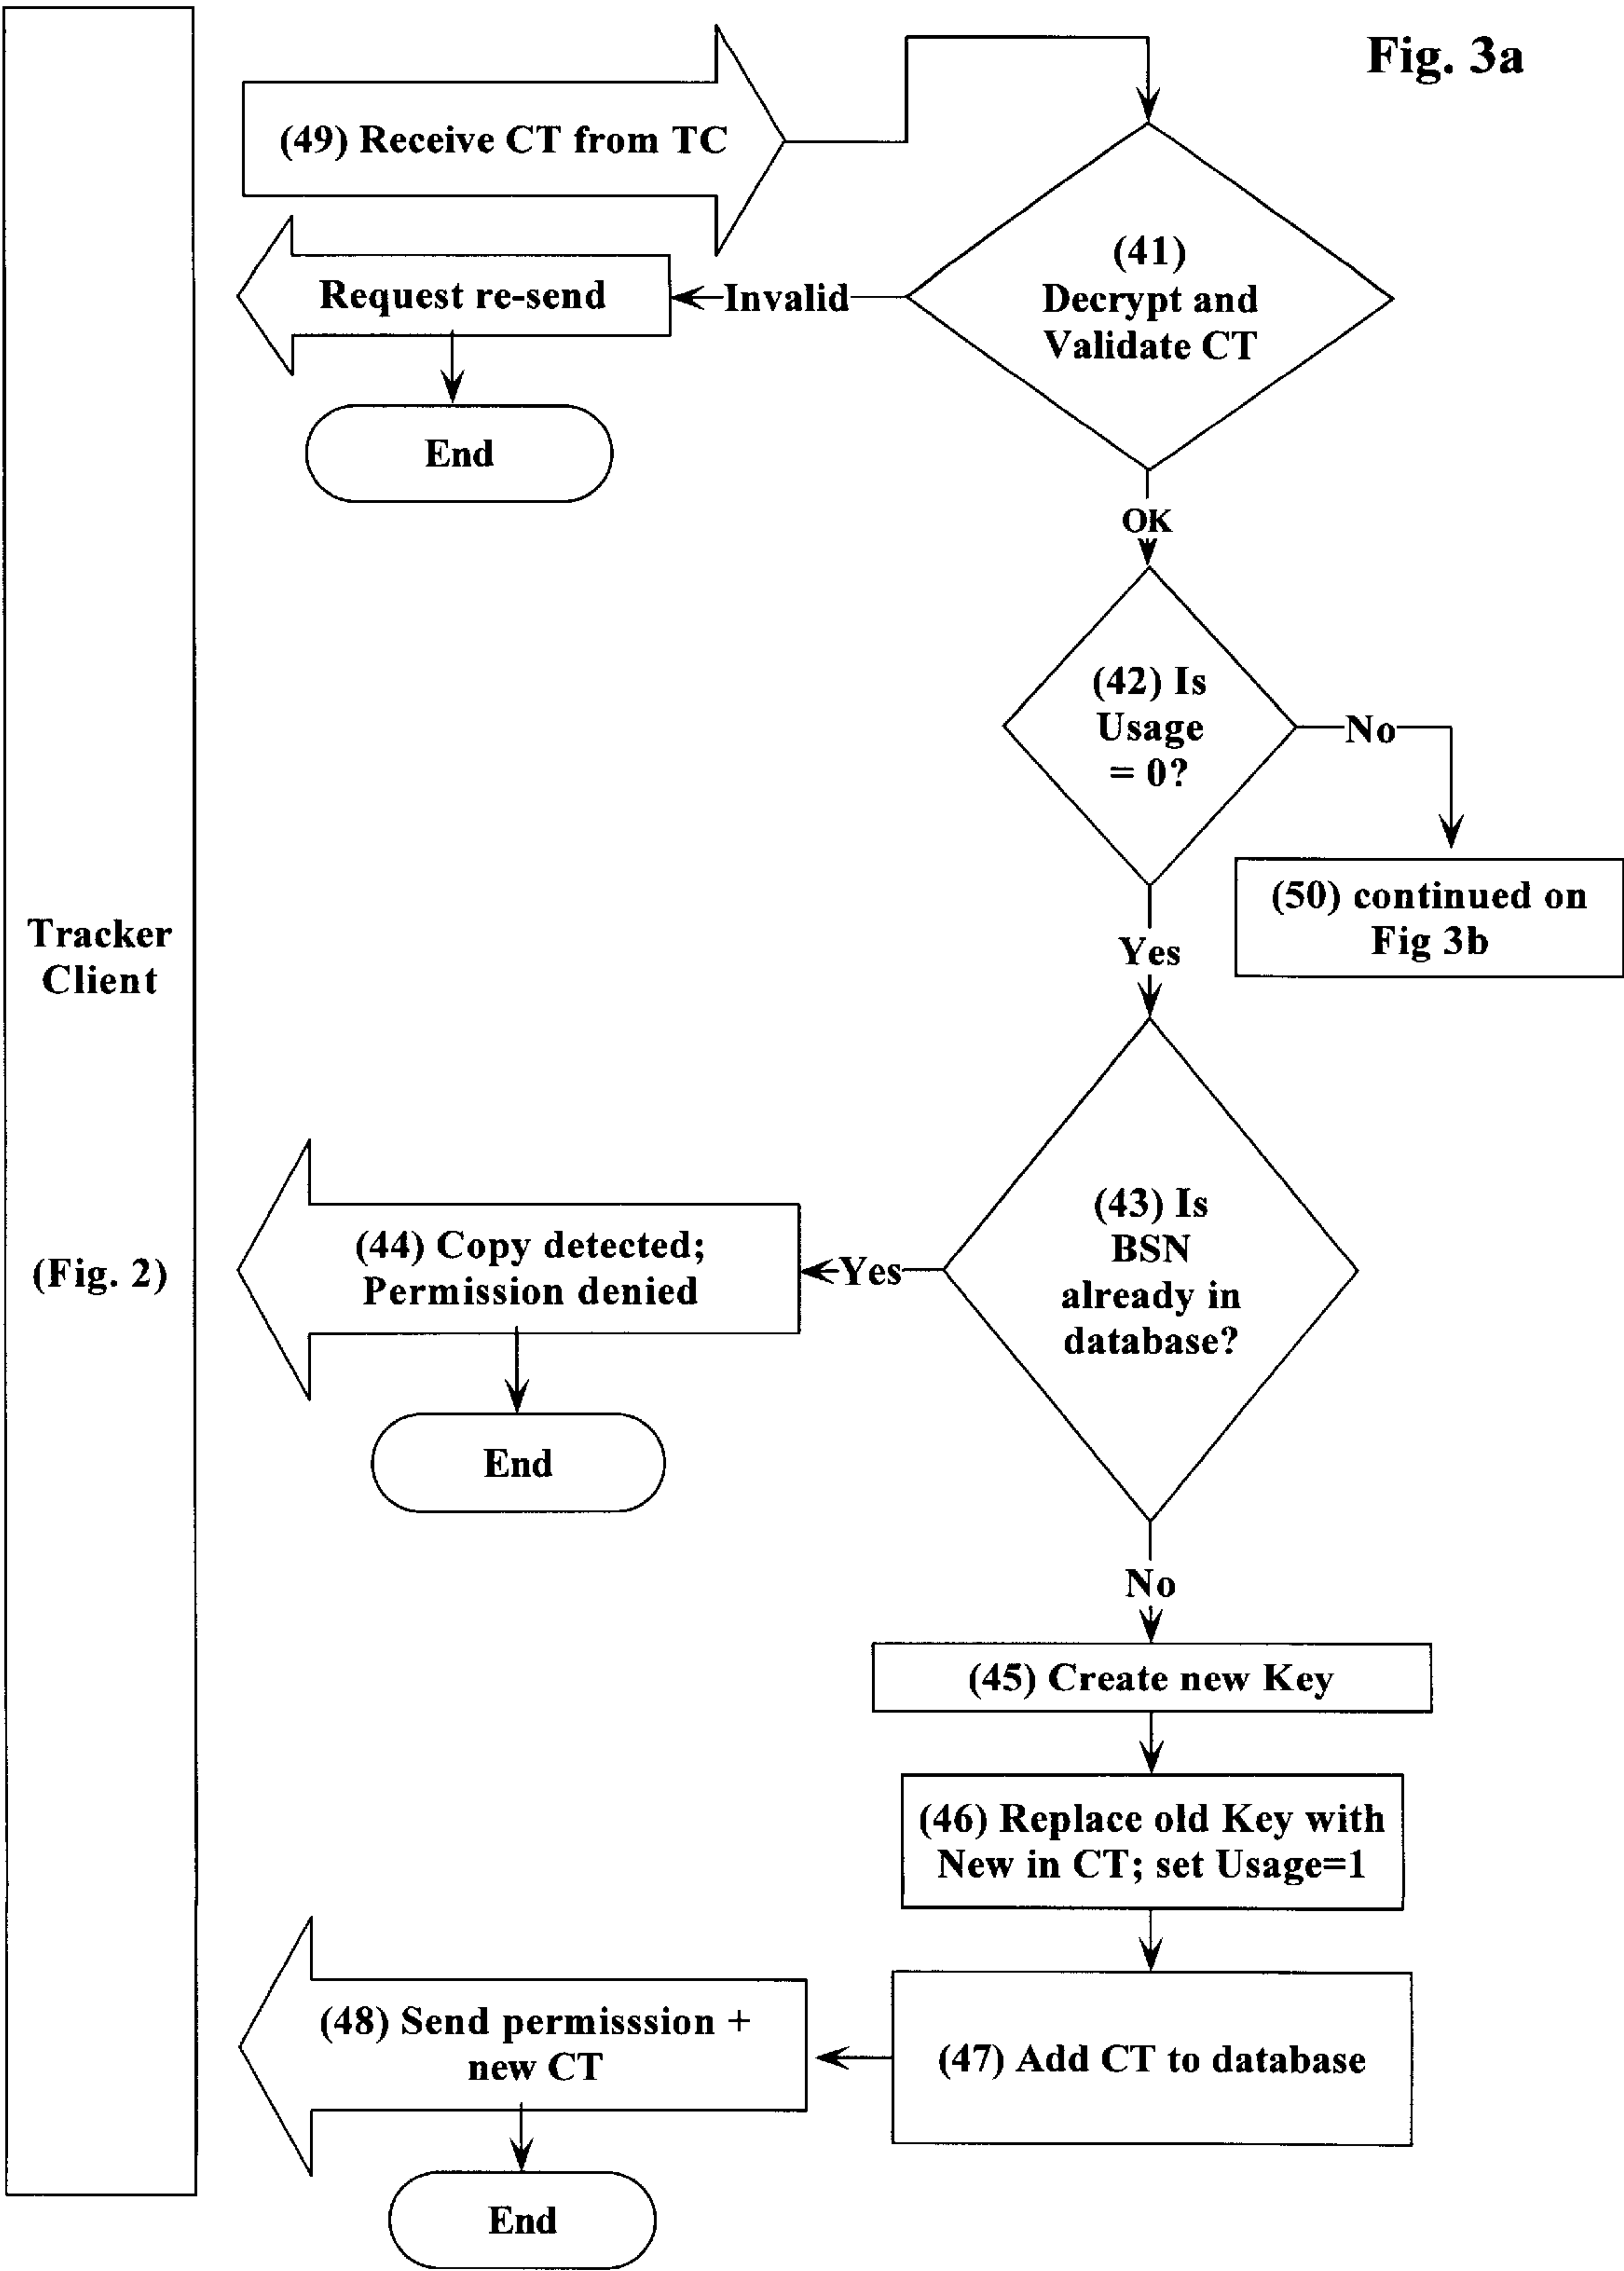 Fig. 3a
(49) Receive CT from TC
(41)
Decrypt and
Validate CT
Invalid
Request re-send
End
OK
(42) Is
Usage
= 0?
No
(50) continued on
Fig 3b
Yes
Tracker
Client
(Fig. 2)
(43) Is
BSN
already in
database?
Yes
(44) Copy detected;
Permission denied
End
No
(45) Create new Key
(46) Replace old Key with
New in CT; set Usage=1
(47) Add CT to database
(48) Send permisssion +
new CT
End